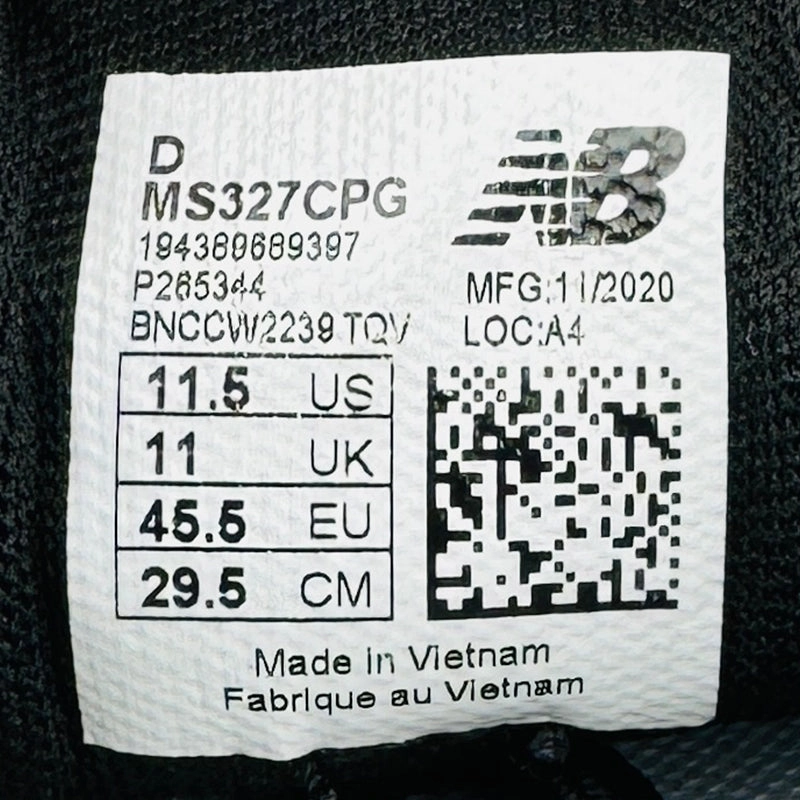 D
MS327CPG
194389689397
P265344
BNCCW2239 TQV
NB
MFG:11/2020
LOC:A4
11.5 US
11 UK
45.5 EU
29.5 CM
Made in Vietnam
Fabrique au Vietnam